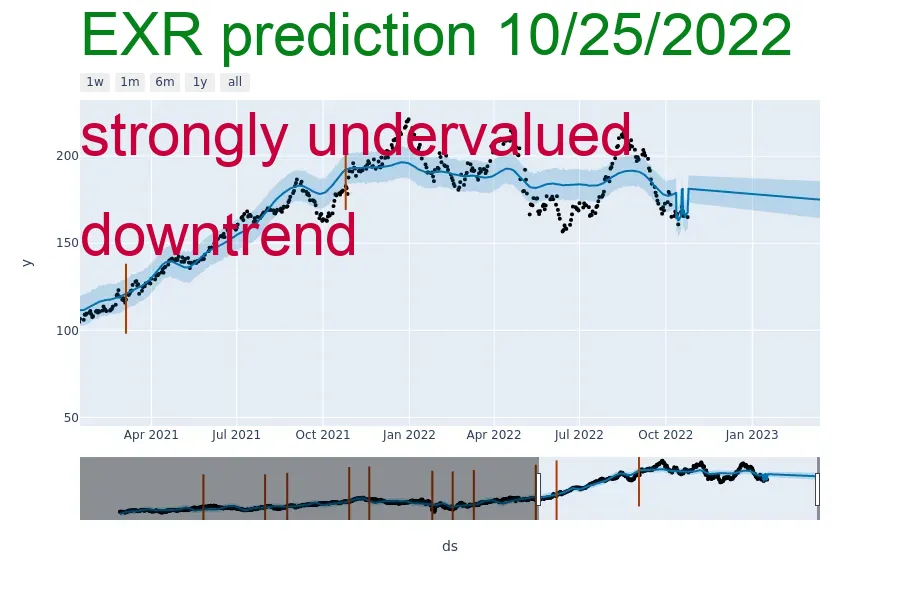 EXR prediction 10/25/2022
1w 1m 6m 1y all
strongly undervalued
200
downtrend
150
y
100
50
Apr 2021 Jul 2021 Oct 2021 Jan 2022 Apr 2022 Jul 2022 Oct 2022 Jan 2023
ds